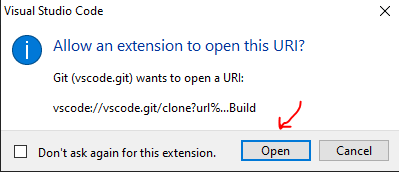 Visual Studio Code
Allow an extension to open this URI?
Git (vscode.git) wants to open a URI:
vscode://vscode.git/clone?url%...Build
Don't ask again for this extension.
Open
Cancel